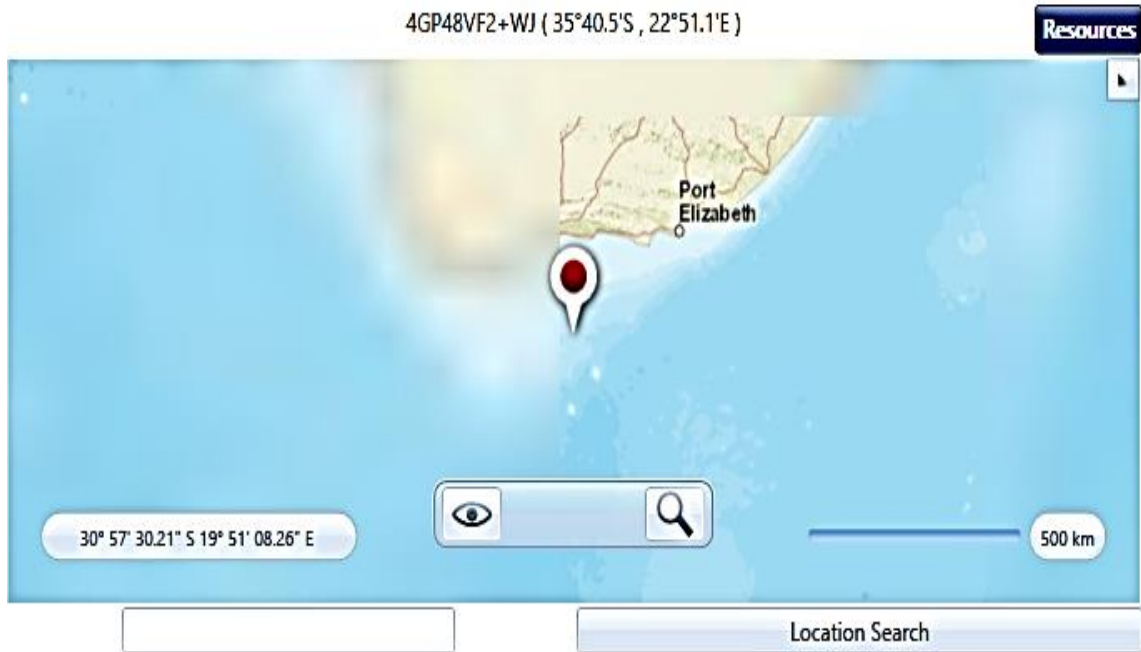 4GP48VF2+WJ ( 35°40.5'S , 22°51.1'E )
Resources
Port
Elizabeth
30° 57' 30.21" S 19° 51' 08.26" E
500 km
Location Search